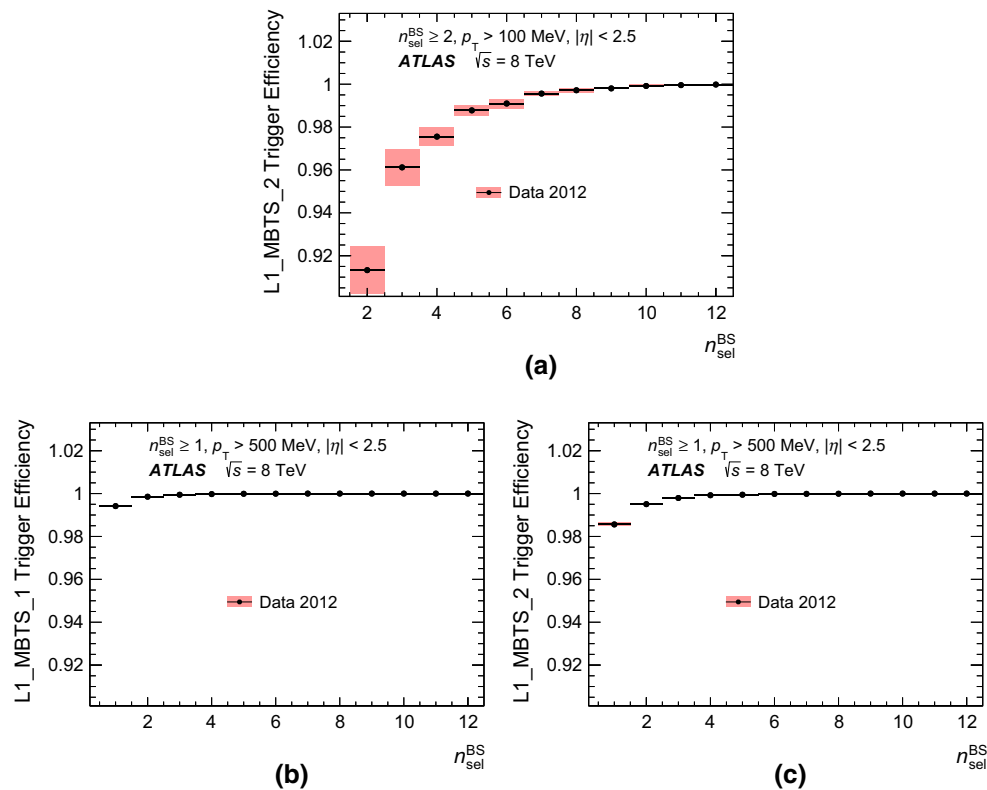 L1_MBTS_2 Trigger Efficiency
1.02
1
0.98
0.96
0.94
0.92
n_sel^BS ≥ 2, p_T > 100 MeV, |η| < 2.5
ATLAS √s = 8 TeV
Data 2012
2 4 6 8 10 12
n_sel^BS
(a)
L1_MBTS_1 Trigger Efficiency
1.02
1
0.98
0.96
0.94
0.92
n_sel^BS ≥ 1, p_T > 500 MeV, |η| < 2.5
ATLAS √s = 8 TeV
Data 2012
2 4 6 8 10 12
n_sel^BS
(b)
L1_MBTS_2 Trigger Efficiency
1.02
1
0.98
0.96
0.94
0.92
n_sel^BS ≥ 1, p_T > 500 MeV, |η| < 2.5
ATLAS √s = 8 TeV
Data 2012
2 4 6 8 10 12
n_sel^BS
(c)